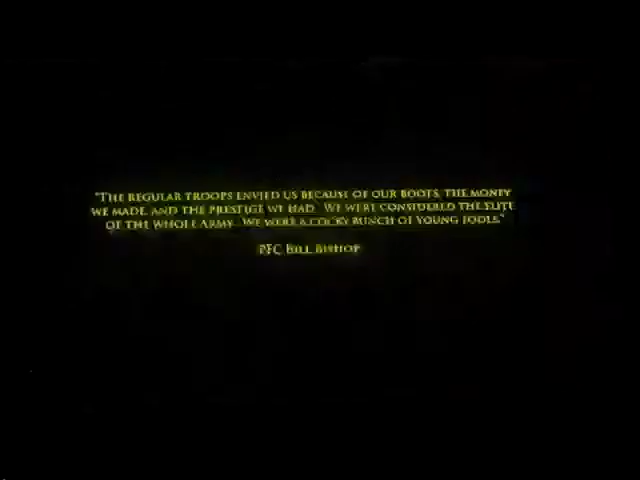 "THE REGULAR TROOPS ENVIED US BECAUSE OF OUR BOOTS, THE MONEY
WE MADE, AND THE PRESTIGE WE HAD. WE WERE CONSIDERED THE ELITE
OF THE WHOLE ARMY. WE WERE A COCKY BUNCH OF YOUNG FOOLS."
PFC BILL BISHOP